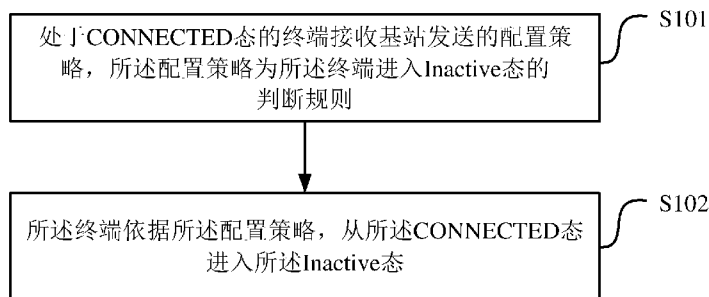 处于CONNECTED态的终端接收基站发送的配置策
略，所述配置策略为所述终端进入Inactive态的
判断规则
S101
所述终端依据所述配置策略，从所述CONNECTED态
进入所述Inactive态
S102